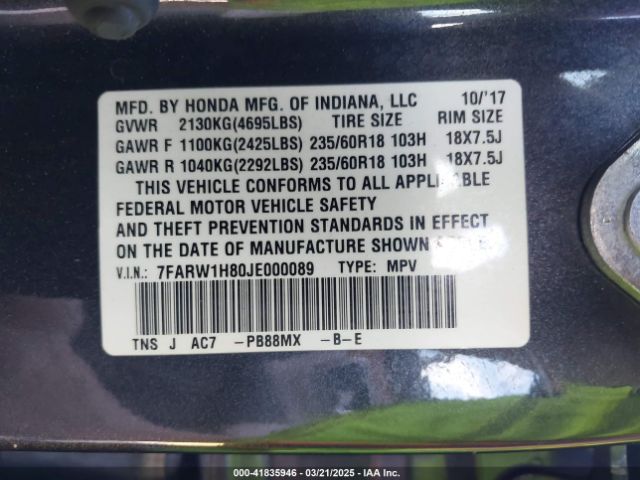 MFD. BY HONDA MFG. OF INDIANA, LLC 10/'17
GVWR 2130KG(4695LBS) TIRE SIZE RIM SIZE
GAWR F 1100KG(2425LBS) 235/60R18 103H 18X7.5J
GAWR R 1040KG(2292LBS) 235/60R18 103H 18X7.5J
THIS VEHICLE CONFORMS TO ALL APPLICABLE
FEDERAL MOTOR VEHICLE SAFETY
AND THEFT PREVENTION STANDARDS IN EFFECT
ON THE DATE OF MANUFACTURE SHOWN
V.I.N.: 7FARW1H80JE000089 TYPE: MPV
TNS J AC7 -PB88MX -B-E
000-41835946 - 03/21/2025 - IAA Inc.